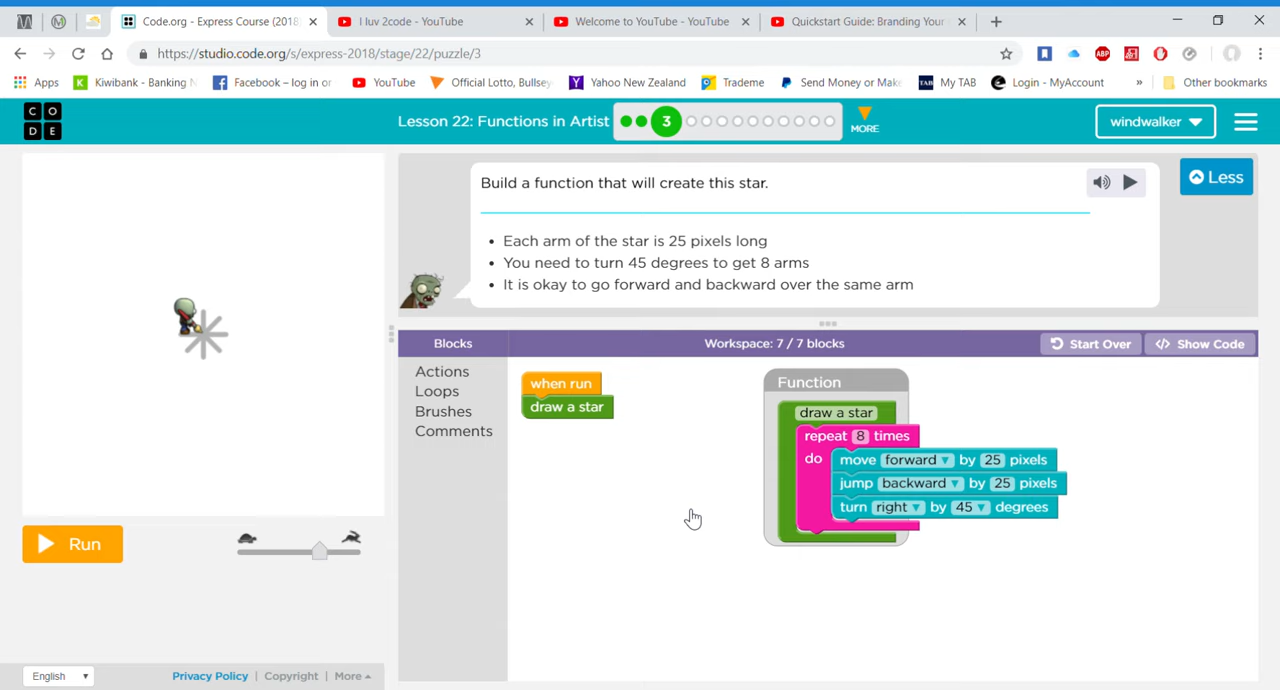 Code.org - Express Course (2018)
I luv 2code - YouTube
Welcome to YouTube - YouTube
Quickstart Guide: Branding Your
https://studio.code.org/s/express-2018/stage/22/puzzle/3
ABP
Apps
Kiwibank - Banking
Facebook – log in or
YouTube
Official Lotto, Bullsey
Yahoo New Zealand
Trademe
Send Money or Make
TAB
My TAB
Login - MyAccount
»
Other bookmarks
C O
D E
Lesson 22: Functions in Artist
3
MORE
windwalker
Build a function that will create this star.
Less
• Each arm of the star is 25 pixels long
• You need to turn 45 degrees to get 8 arms
• It is okay to go forward and backward over the same arm
Blocks
Workspace: 7 / 7 blocks
Start Over
</> Show Code
Actions
Loops
Brushes
Comments
when run
draw a star
Function
draw a star
repeat 8 times
do
move forward by 25 pixels
jump backward by 25 pixels
turn right by 45 degrees
Run
English
Privacy Policy | Copyright | More